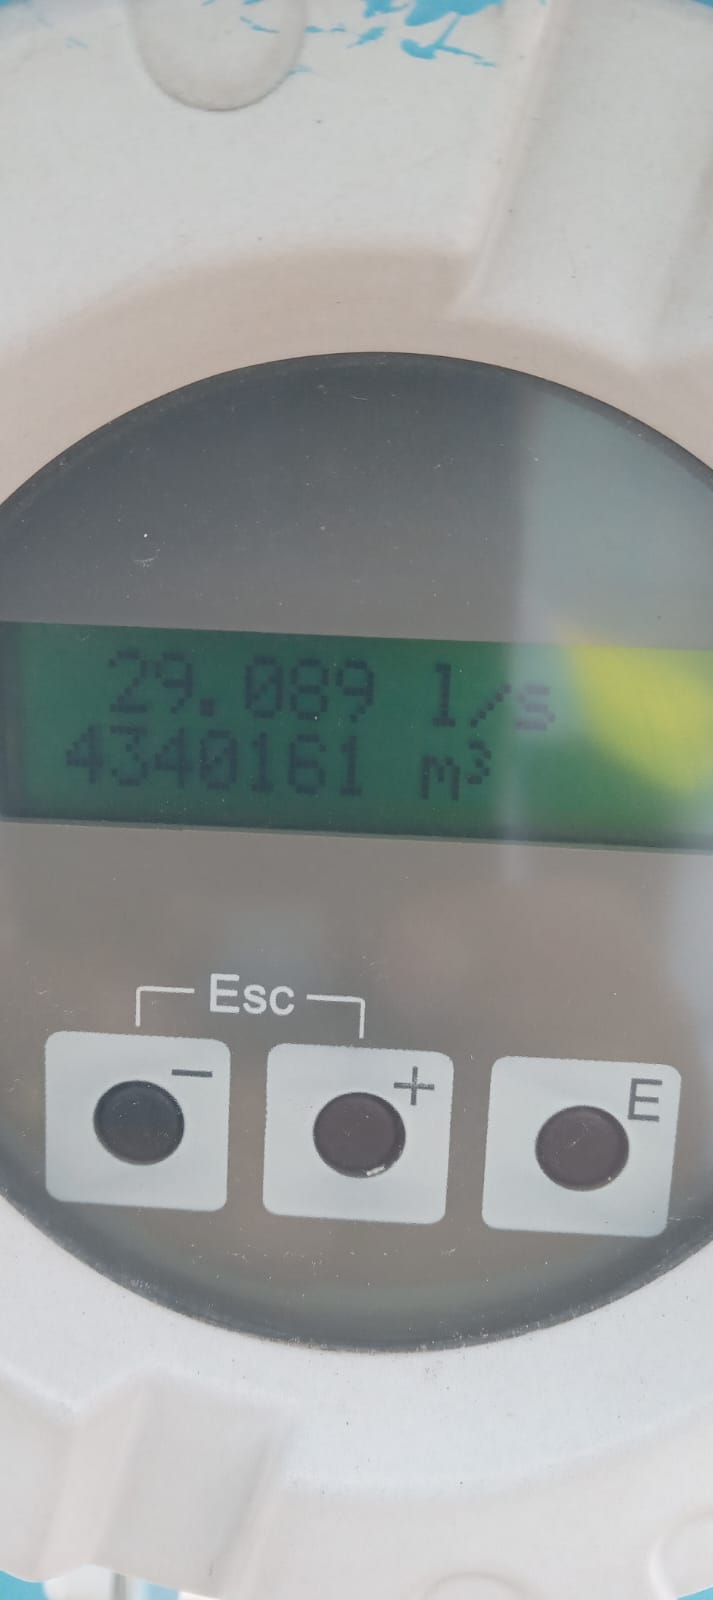 29.089 l/s
4340161 m³
Esc
- + E